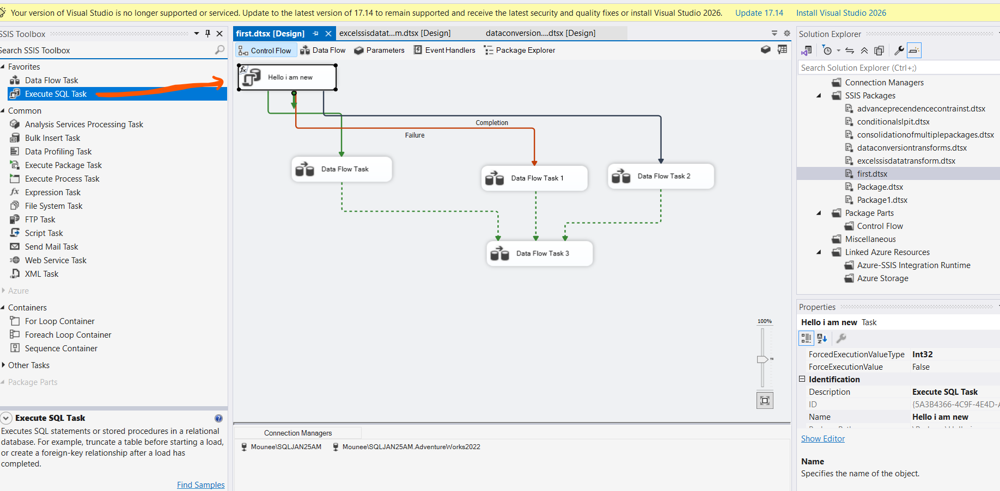 Your version of Visual Studio is no longer supported or serviced. Update to the latest version of 17.14 to remain supported and receive the latest security and quality fixes or install Visual Studio 2026. Update 17.14 Install Visual Studio 2026
SSIS Toolbox
Search SSIS Toolbox
Favorites
Data Flow Task
Execute SQL Task
Common
Analysis Services Processing Task
Bulk Insert Task
Data Profiling Task
Execute Package Task
Execute Process Task
Expression Task
File System Task
FTP Task
Script Task
Send Mail Task
Web Service Task
XML Task
Azure
Containers
For Loop Container
Foreach Loop Container
Sequence Container
Other Tasks
Package Parts
Execute SQL Task
Executes SQL statements or stored procedures in a relational
database. For example, truncate a table before starting a load,
or create a foreign-key relationship after a load has
completed.
Find Samples
first.dtsx [Design] excelssisdatat...m.dtsx [Design] dataconversion....dtsx [Design]
Control Flow Data Flow Parameters Event Handlers Package Explorer
fx
Hello i am new
Completion
Failure
Data Flow Task
Data Flow Task 1
Data Flow Task 2
Data Flow Task 3
100%
Connection Managers
Mounee\SQLJAN25AM Mounee\SQLJAN25AM.AdventureWorks2022
Solution Explorer
Search Solution Explorer (Ctrl+;)
Connection Managers
SSIS Packages
advanceprecendencecontrainst.dtsx
conditionalslpit.dtsx
consolidationofmultiplepackages.dtsx
dataconversiontransforms.dtsx
excelssisdatatransform.dtsx
first.dtsx
Package.dtsx
Package1.dtsx
Package Parts
Control Flow
Miscellaneous
Linked Azure Resources
Azure-SSIS Integration Runtime
Azure Storage
Properties
Hello i am new Task
ForcedExecutionValueType Int32
ForceExecutionValue False
Identification
Description Execute SQL Task
ID {5A3B4366-4C9F-4E4D-A
Name Hello i am new
Show Editor
Name
Specifies the name of the object.